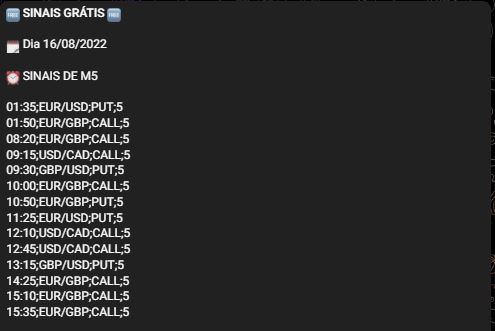 🆓 SINAIS GRÁTIS 🆓
🗓 Dia 16/08/2022
⏰ SINAIS DE M5
01:35;EUR/USD;PUT;5
01:50;EUR/GBP;CALL;5
08:20;EUR/GBP;CALL;5
09:15;USD/CAD;CALL;5
09:30;GBP/USD;PUT;5
10:00;EUR/GBP;CALL;5
10:50;EUR/GBP;PUT;5
11:25;EUR/USD;PUT;5
12:10;USD/CAD;CALL;5
12:45;USD/CAD;CALL;5
13:15;GBP/USD;PUT;5
14:25;EUR/GBP;CALL;5
15:10;EUR/GBP;CALL;5
15:35;EUR/GBP;CALL;5